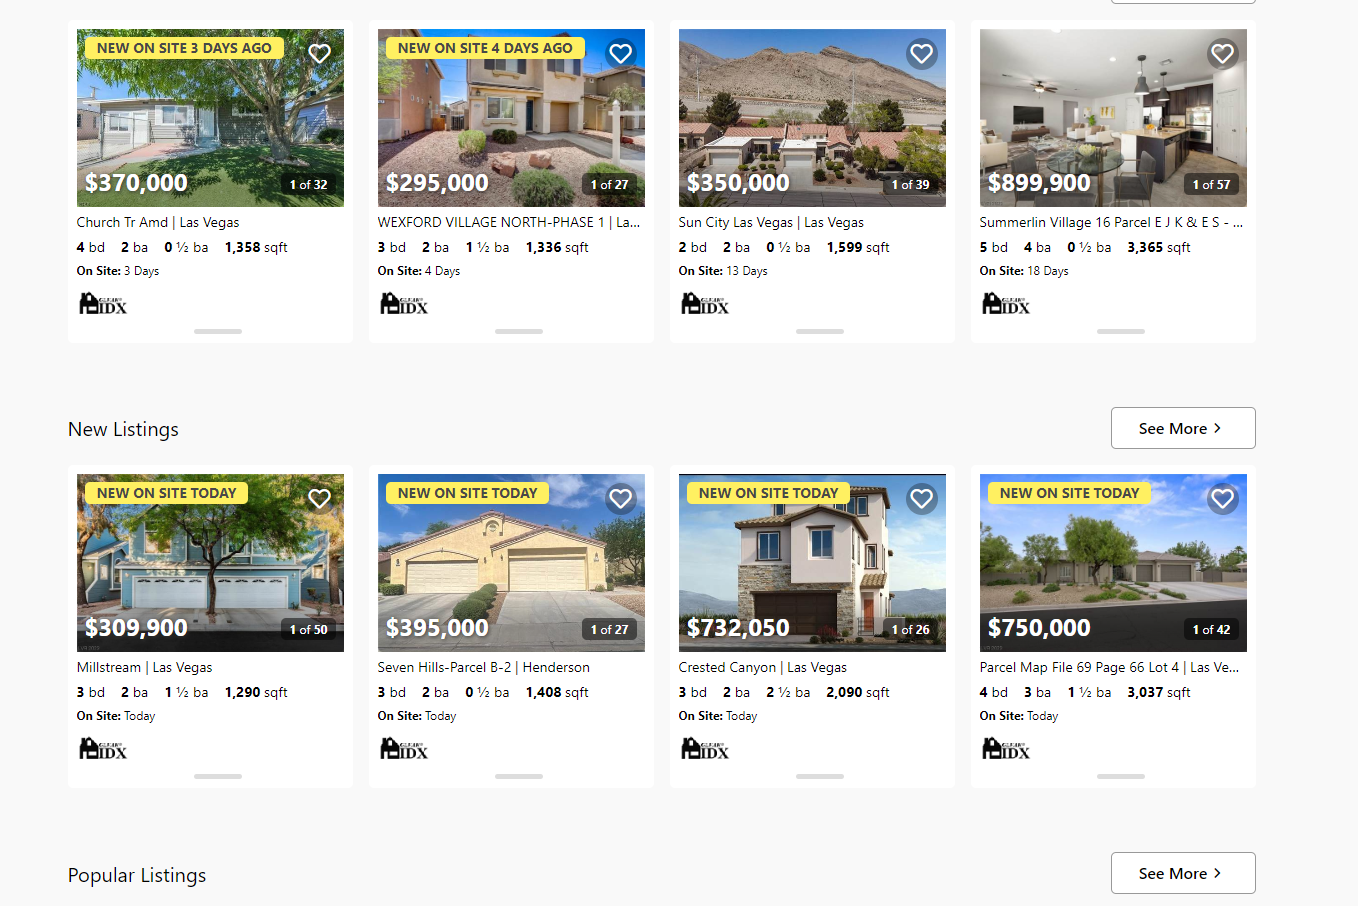 NEW ON SITE 3 DAYS AGO
$370,000
1 of 32
Church Tr Amd | Las Vegas
4 bd 2 ba 0 ½ ba 1,358 sqft
On Site: 3 Days
IDX
NEW ON SITE 4 DAYS AGO
$295,000
1 of 27
WEXFORD VILLAGE NORTH-PHASE 1 | La...
3 bd 2 ba 1 ½ ba 1,336 sqft
On Site: 4 Days
IDX
$350,000
1 of 39
Sun City Las Vegas | Las Vegas
2 bd 2 ba 0 ½ ba 1,599 sqft
On Site: 13 Days
IDX
$899,900
1 of 57
Summerlin Village 16 Parcel E J K & E S - ...
5 bd 4 ba 0 ½ ba 3,365 sqft
On Site: 18 Days
IDX
New Listings
See More >
NEW ON SITE TODAY
$309,900
1 of 50
Millstream | Las Vegas
3 bd 2 ba 1 ½ ba 1,290 sqft
On Site: Today
IDX
NEW ON SITE TODAY
$395,000
1 of 27
Seven Hills-Parcel B-2 | Henderson
3 bd 2 ba 0 ½ ba 1,408 sqft
On Site: Today
IDX
NEW ON SITE TODAY
$732,050
1 of 26
Crested Canyon | Las Vegas
3 bd 2 ba 2 ½ ba 2,090 sqft
On Site: Today
IDX
NEW ON SITE TODAY
$750,000
1 of 42
Parcel Map File 69 Page 66 Lot 4 | Las Ve...
4 bd 3 ba 1 ½ ba 3,037 sqft
On Site: Today
IDX
Popular Listings
See More >